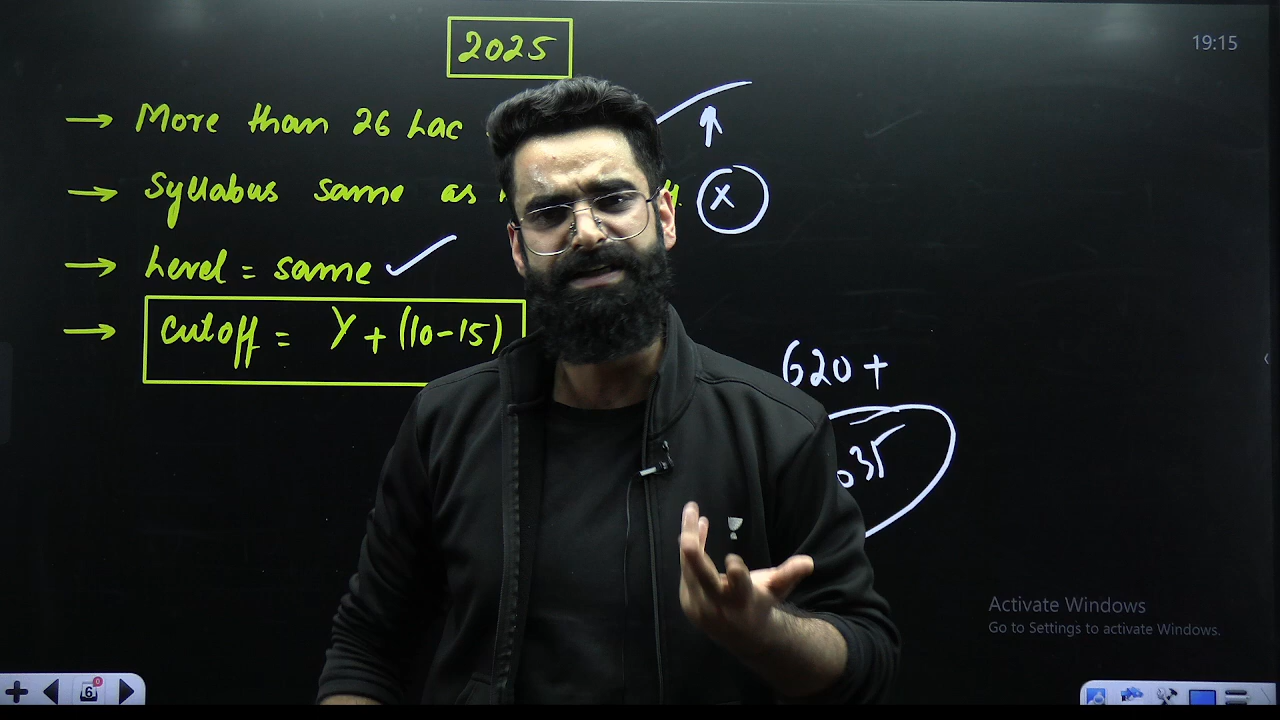 2025
19:15
→ More than 26 Lac
→ Syllabus same as
→ Level = same ✓
→ Cutoff = Y + (10-15)
x
620 +
Activate Windows
Go to Settings to activate Windows.
6